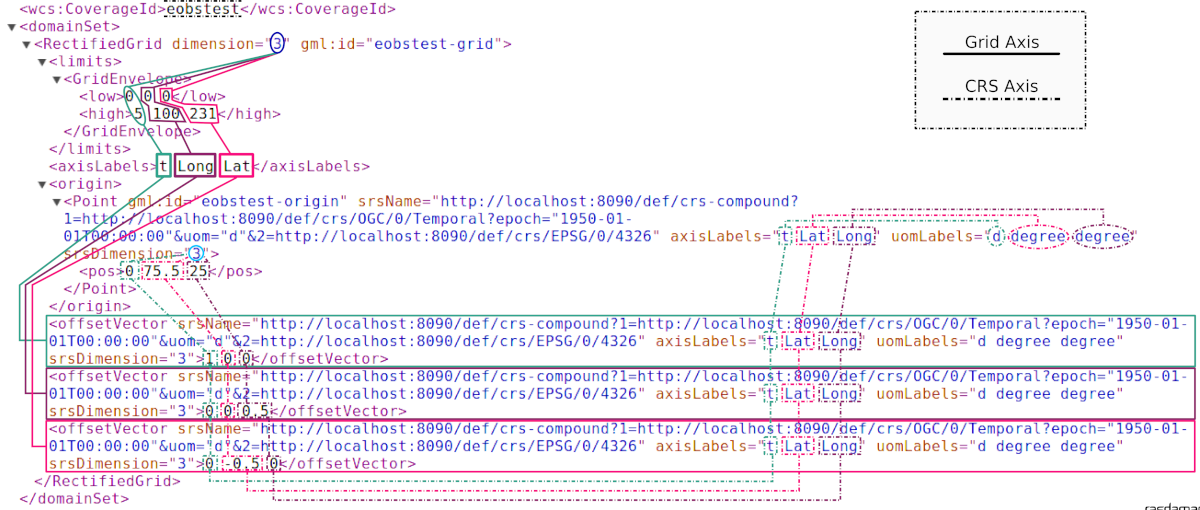 <wcs:CoverageId>eobstest</wcs:CoverageId>
▼<domainSet>
▼<RectifiedGrid dimension="3" gml:id="eobstest-grid">
▼<limits>
▼<GridEnvelope>
<low>0 0 0</low>
<high>5 100 231</high>
</GridEnvelope>
</limits>
<axisLabels>t Long Lat</axisLabels>
▼<origin>
▼<Point gml:id="eobstest-origin" srsName="http://localhost:8090/def/crs-compound?
1=http://localhost:8090/def/crs/OGC/0/Temporal?epoch="1950-01-
01T00:00:00"&uom="d"&2=http://localhost:8090/def/crs/EPSG/0/4326" axisLabels="t Lat Long" uomLabels="d degree degree"
srsDimension="3">
<pos>0 75.5 25</pos>
</Point>
</origin>
<offsetVector srsName="http://localhost:8090/def/crs-compound?1=http://localhost:8090/def/crs/OGC/0/Temporal?epoch="1950-01-
01T00:00:00"&uom="d"&2=http://localhost:8090/def/crs/EPSG/0/4326" axisLabels="t Lat Long" uomLabels="d degree degree"
srsDimension="3">1 0 0</offsetVector>
<offsetVector srsName="http://localhost:8090/def/crs-compound?1=http://localhost:8090/def/crs/OGC/0/Temporal?epoch="1950-01-
01T00:00:00"&uom="d"&2=http://localhost:8090/def/crs/EPSG/0/4326" axisLabels="t Lat Long" uomLabels="d degree degree"
srsDimension="3">0 0 0.5</offsetVector>
<offsetVector srsName="http://localhost:8090/def/crs-compound?1=http://localhost:8090/def/crs/OGC/0/Temporal?epoch="1950-01-
01T00:00:00"&uom="d"&2=http://localhost:8090/def/crs/EPSG/0/4326" axisLabels="t Lat Long" uomLabels="d degree degree"
srsDimension="3">0 -0.5 0</offsetVector>
</RectifiedGrid>
</domainSet>
Grid Axis
CRS Axis